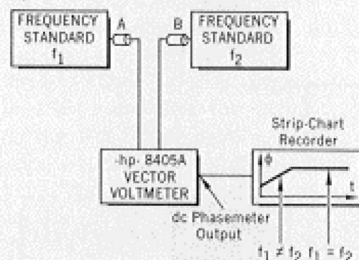 FREQUENCY
STANDARD
f1
A
B
FREQUENCY
STANDARD
f2
-hp- 8405A
VECTOR
VOLTMETER
dc Phasemeter
Output
Strip-Chart
Recorder
ϕ
t
f1 ≠ f2 f1 = f2